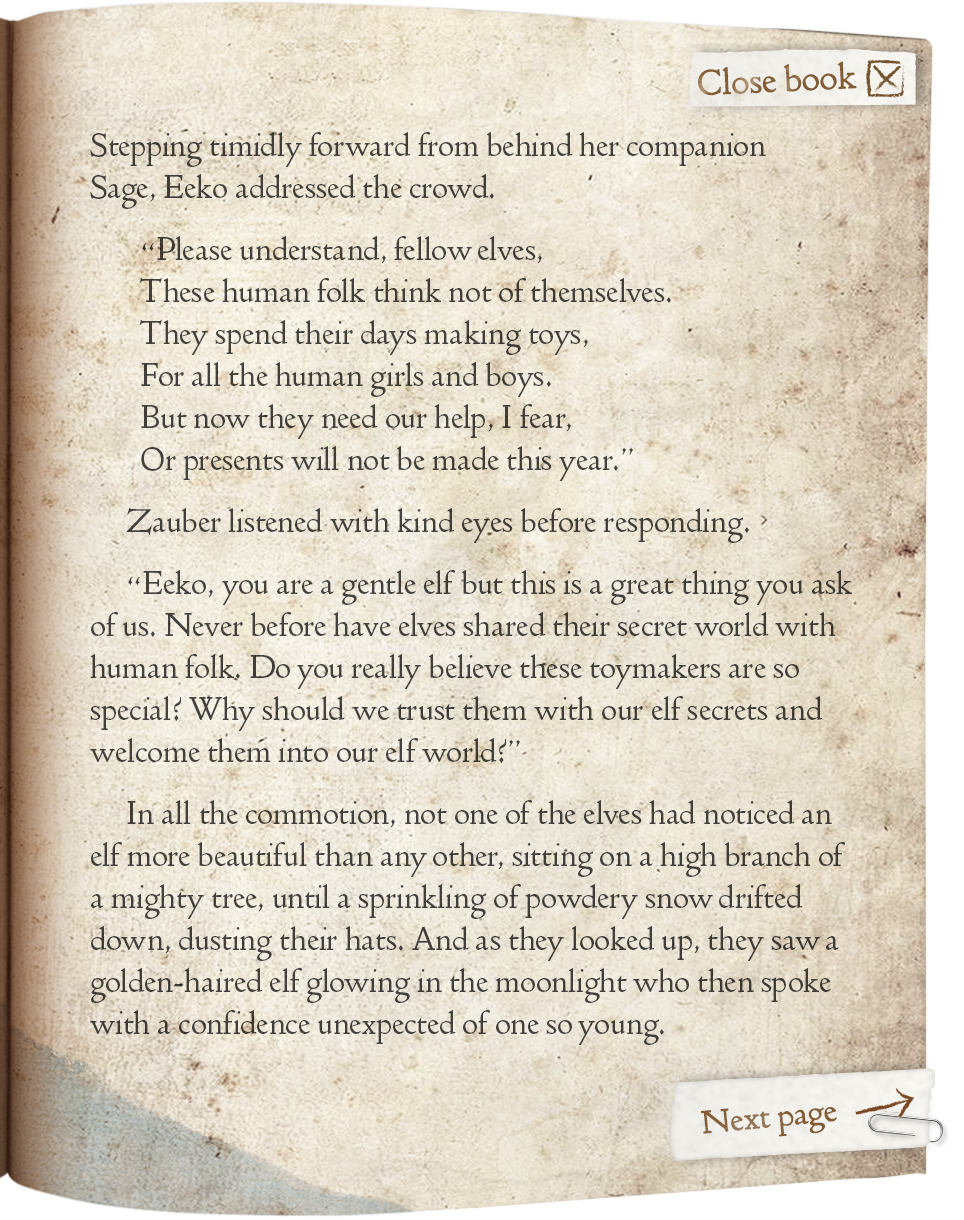 Close book
Stepping timidly forward from behind her companion
Sage, Eeko addressed the crowd.
“Please understand, fellow elves,
These human folk think not of themselves.
They spend their days making toys,
For all the human girls and boys.
But now they need our help, I fear,
Or presents will not be made this year.”
Zauber listened with kind eyes before responding.
“Eeko, you are a gentle elf but this is a great thing you ask
of us. Never before have elves shared their secret world with
human folk. Do you really believe these toymakers are so
special? Why should we trust them with our elf secrets and
welcome them into our elf world?”
In all the commotion, not one of the elves had noticed an
elf more beautiful than any other, sitting on a high branch of
a mighty tree, until a sprinkling of powdery snow drifted
down, dusting their hats. And as they looked up, they saw a
golden-haired elf glowing in the moonlight who then spoke
with a confidence unexpected of one so young.
Next page